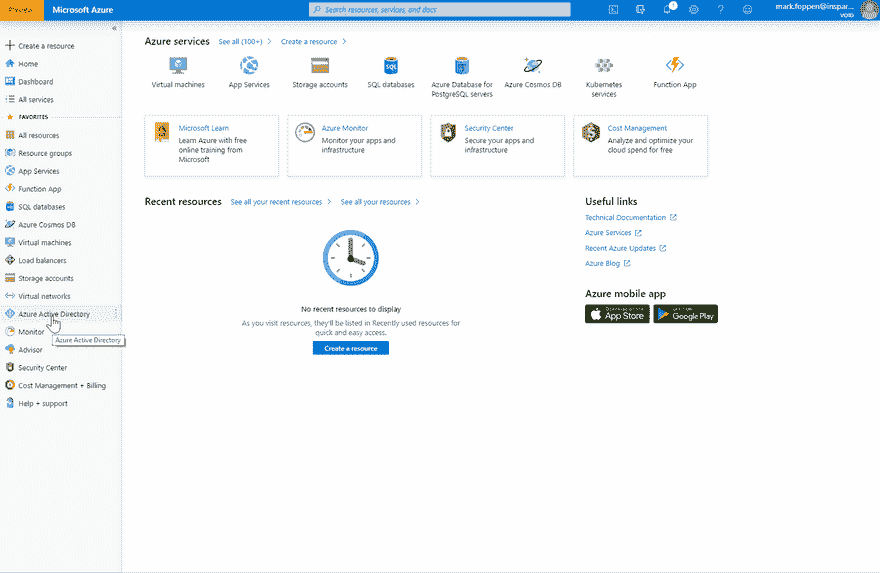 Preview
Microsoft Azure
Search resources, services, and docs
1
mark.foppen@inspar...
VOID
«
Create a resource
Home
Dashboard
All services
FAVORITES
All resources
Resource groups
App Services
Function App
SQL databases
Azure Cosmos DB
Virtual machines
Load balancers
Storage accounts
Virtual networks
Azure Active Directory
Monitor
Azure Active Directory
Advisor
Security Center
Cost Management + Billing
Help + support
Azure services
See all (100+)
Create a resource
Virtual machines
App Services
Storage accounts
SQL
SQL databases
Azure Database for
PostgreSQL servers
Azure Cosmos DB
Kubernetes
services
Function App
Microsoft Learn
Learn Azure with free
online training from
Microsoft
Azure Monitor
Monitor your apps and
infrastructure
Security Center
Secure your apps and
infrastructure
Cost Management
Analyze and optimize your
cloud spend for free
Recent resources
See all your recent resources
See all your resources
No recent resources to display
As you visit resources, they'll be listed in Recently used resources for
quick and easy access.
Create a resource
Useful links
Technical Documentation
Azure Services
Recent Azure Updates
Azure Blog
Azure mobile app
App Store
Google Play